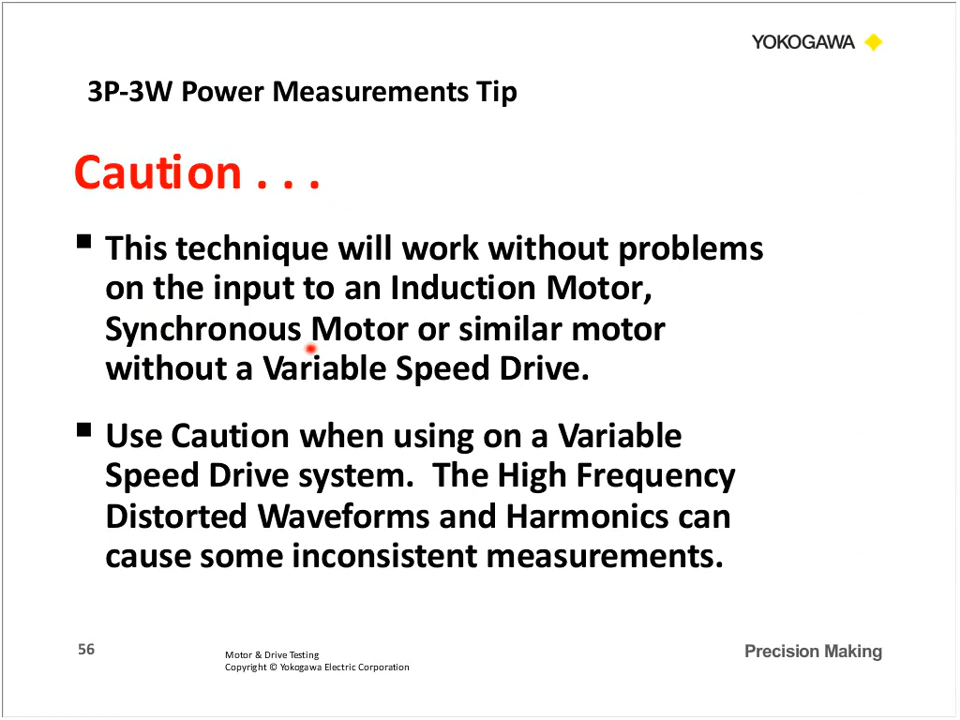 YOKOGAWA
3P-3W Power Measurements Tip
Caution . . .
▪ This technique will work without problems
on the input to an Induction Motor,
Synchronous Motor or similar motor
without a Variable Speed Drive.
▪ Use Caution when using on a Variable
Speed Drive system.  The High Frequency
Distorted Waveforms and Harmonics can
cause some inconsistent measurements.
56
Motor & Drive Testing
Copyright © Yokogawa Electric Corporation
Precision Making